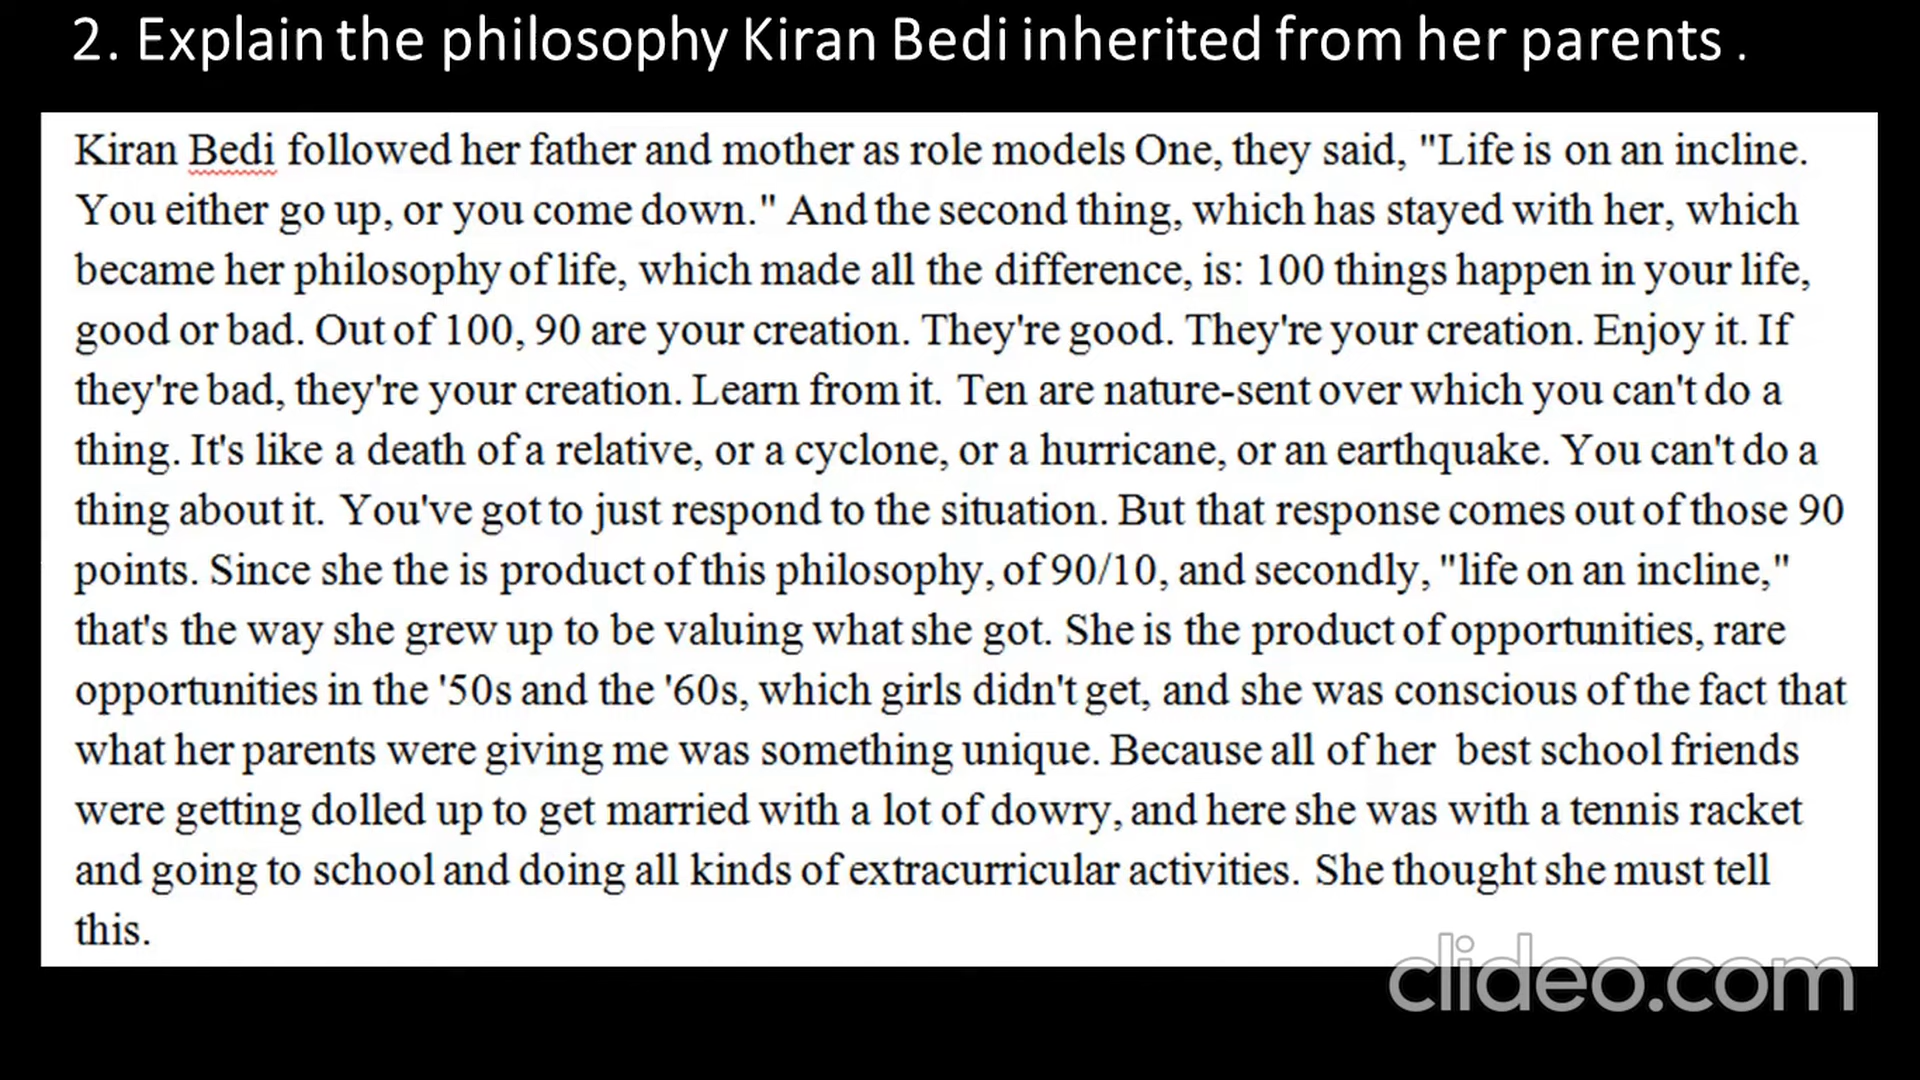 2. Explain the philosophy Kiran Bedi inherited from her parents .
Kiran Bedi followed her father and mother as role models One, they said, "Life is on an incline.
You either go up, or you come down." And the second thing, which has stayed with her, which
became her philosophy of life, which made all the difference, is: 100 things happen in your life,
good or bad. Out of 100, 90 are your creation. They're good. They're your creation. Enjoy it. If
they're bad, they're your creation. Learn from it. Ten are nature-sent over which you can't do a
thing. It's like a death of a relative, or a cyclone, or a hurricane, or an earthquake. You can't do a
thing about it. You've got to just respond to the situation. But that response comes out of those 90
points. Since she the is product of this philosophy, of 90/10, and secondly, "life on an incline,"
that's the way she grew up to be valuing what she got. She is the product of opportunities, rare
opportunities in the '50s and the '60s, which girls didn't get, and she was conscious of the fact that
what her parents were giving me was something unique. Because all of her best school friends
were getting dolled up to get married with a lot of dowry, and here she was with a tennis racket
and going to school and doing all kinds of extracurricular activities. She thought she must tell
this.
clideo.com